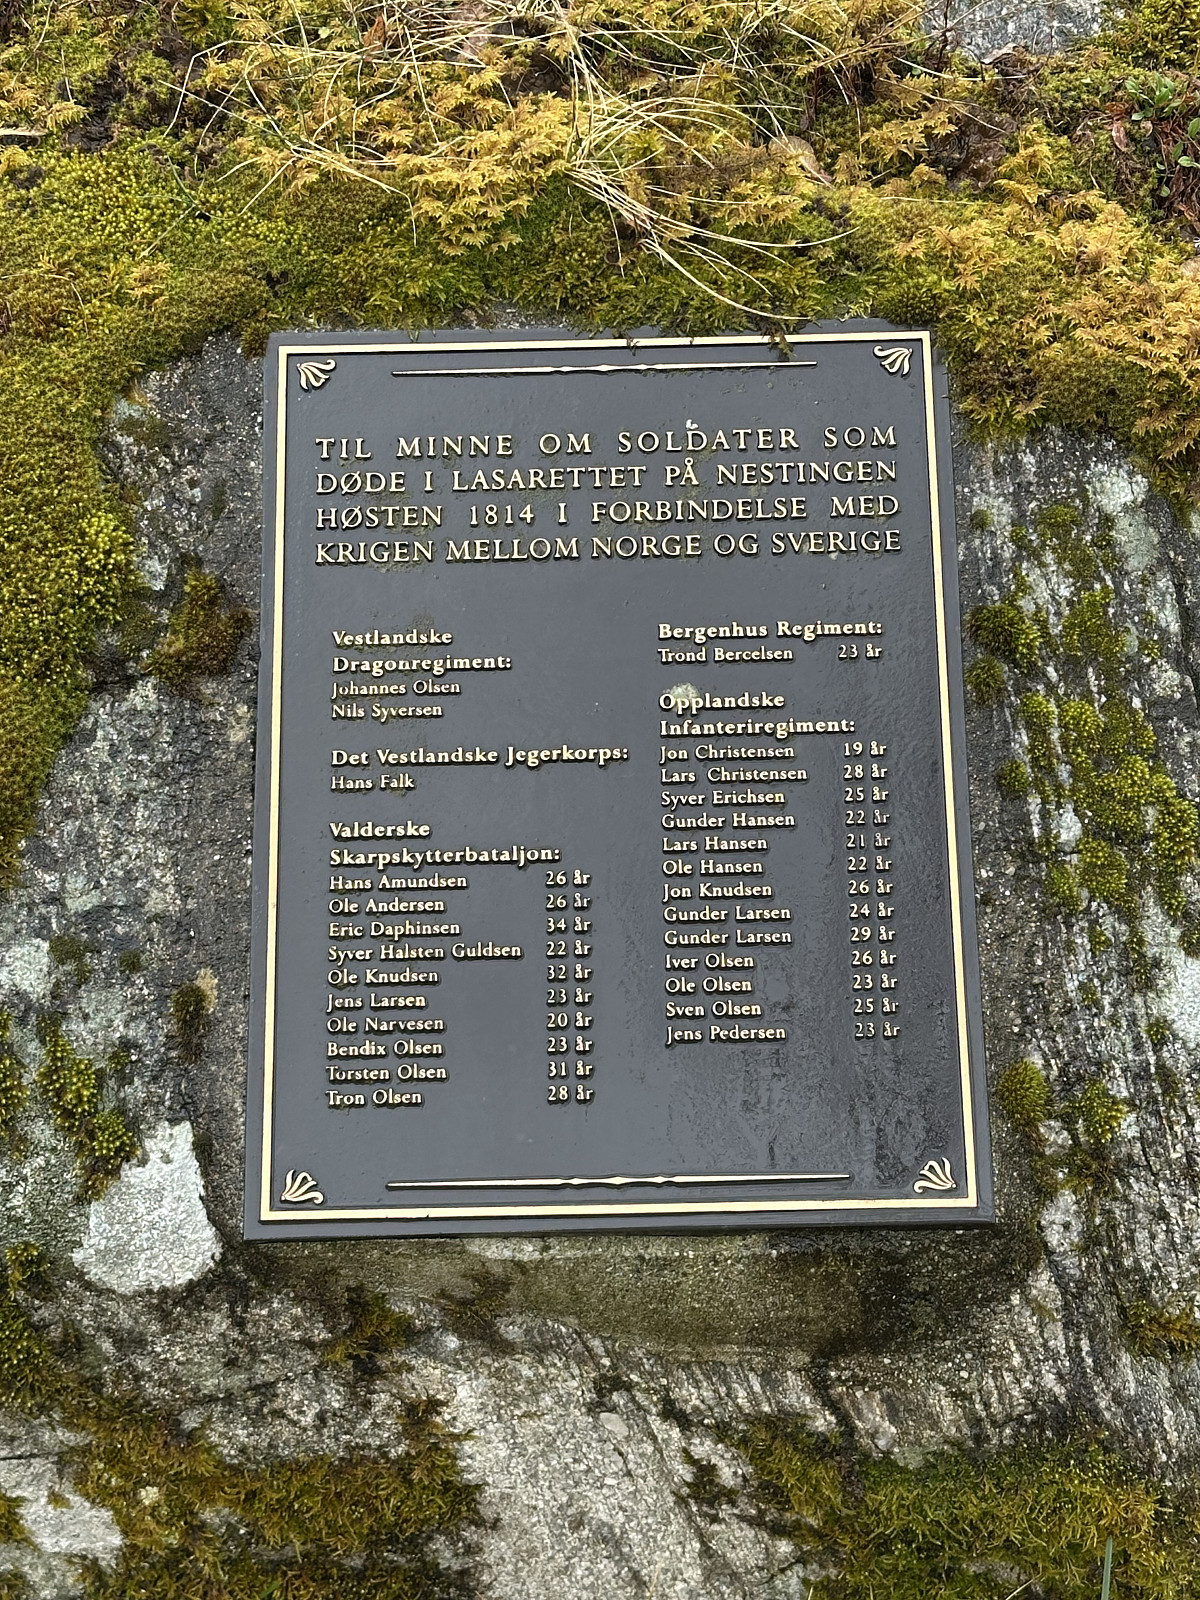 TIL MINNE OM SOLDATER SOM
DØDE I LASARETTET PÅ NESTINGEN
HØSTEN 1814 I FORBINDELSE MED
KRIGEN MELLOM NORGE OG SVERIGE
Vestlandske
Dragonregiment:
Johannes Olsen
Nils Syversen
Det Vestlandske Jegerkorps:
Hans Falk
Valderske
Skarpskytterbataljon:
Hans Amundsen 26 år
Ole Andersen 26 år
Eric Daphinsen 34 år
Syver Halsten Guldsen 22 år
Ole Knudsen 32 år
Jens Larsen 23 år
Ole Narvesen 20 år
Bendix Olsen 23 år
Torsten Olsen 31 år
Tron Olsen 28 år
Bergenhus Regiment:
Trond Bercelsen 23 år
Opplandske
Infanteriregiment:
Jon Christensen 19 år
Lars Christensen 28 år
Syver Erichsen 25 år
Gunder Hansen 22 år
Lars Hansen 21 år
Ole Hansen 22 år
Jon Knudsen 26 år
Gunder Larsen 24 år
Gunder Larsen 29 år
Iver Olsen 26 år
Ole Olsen 23 år
Sven Olsen 25 år
Jens Pedersen 23 år